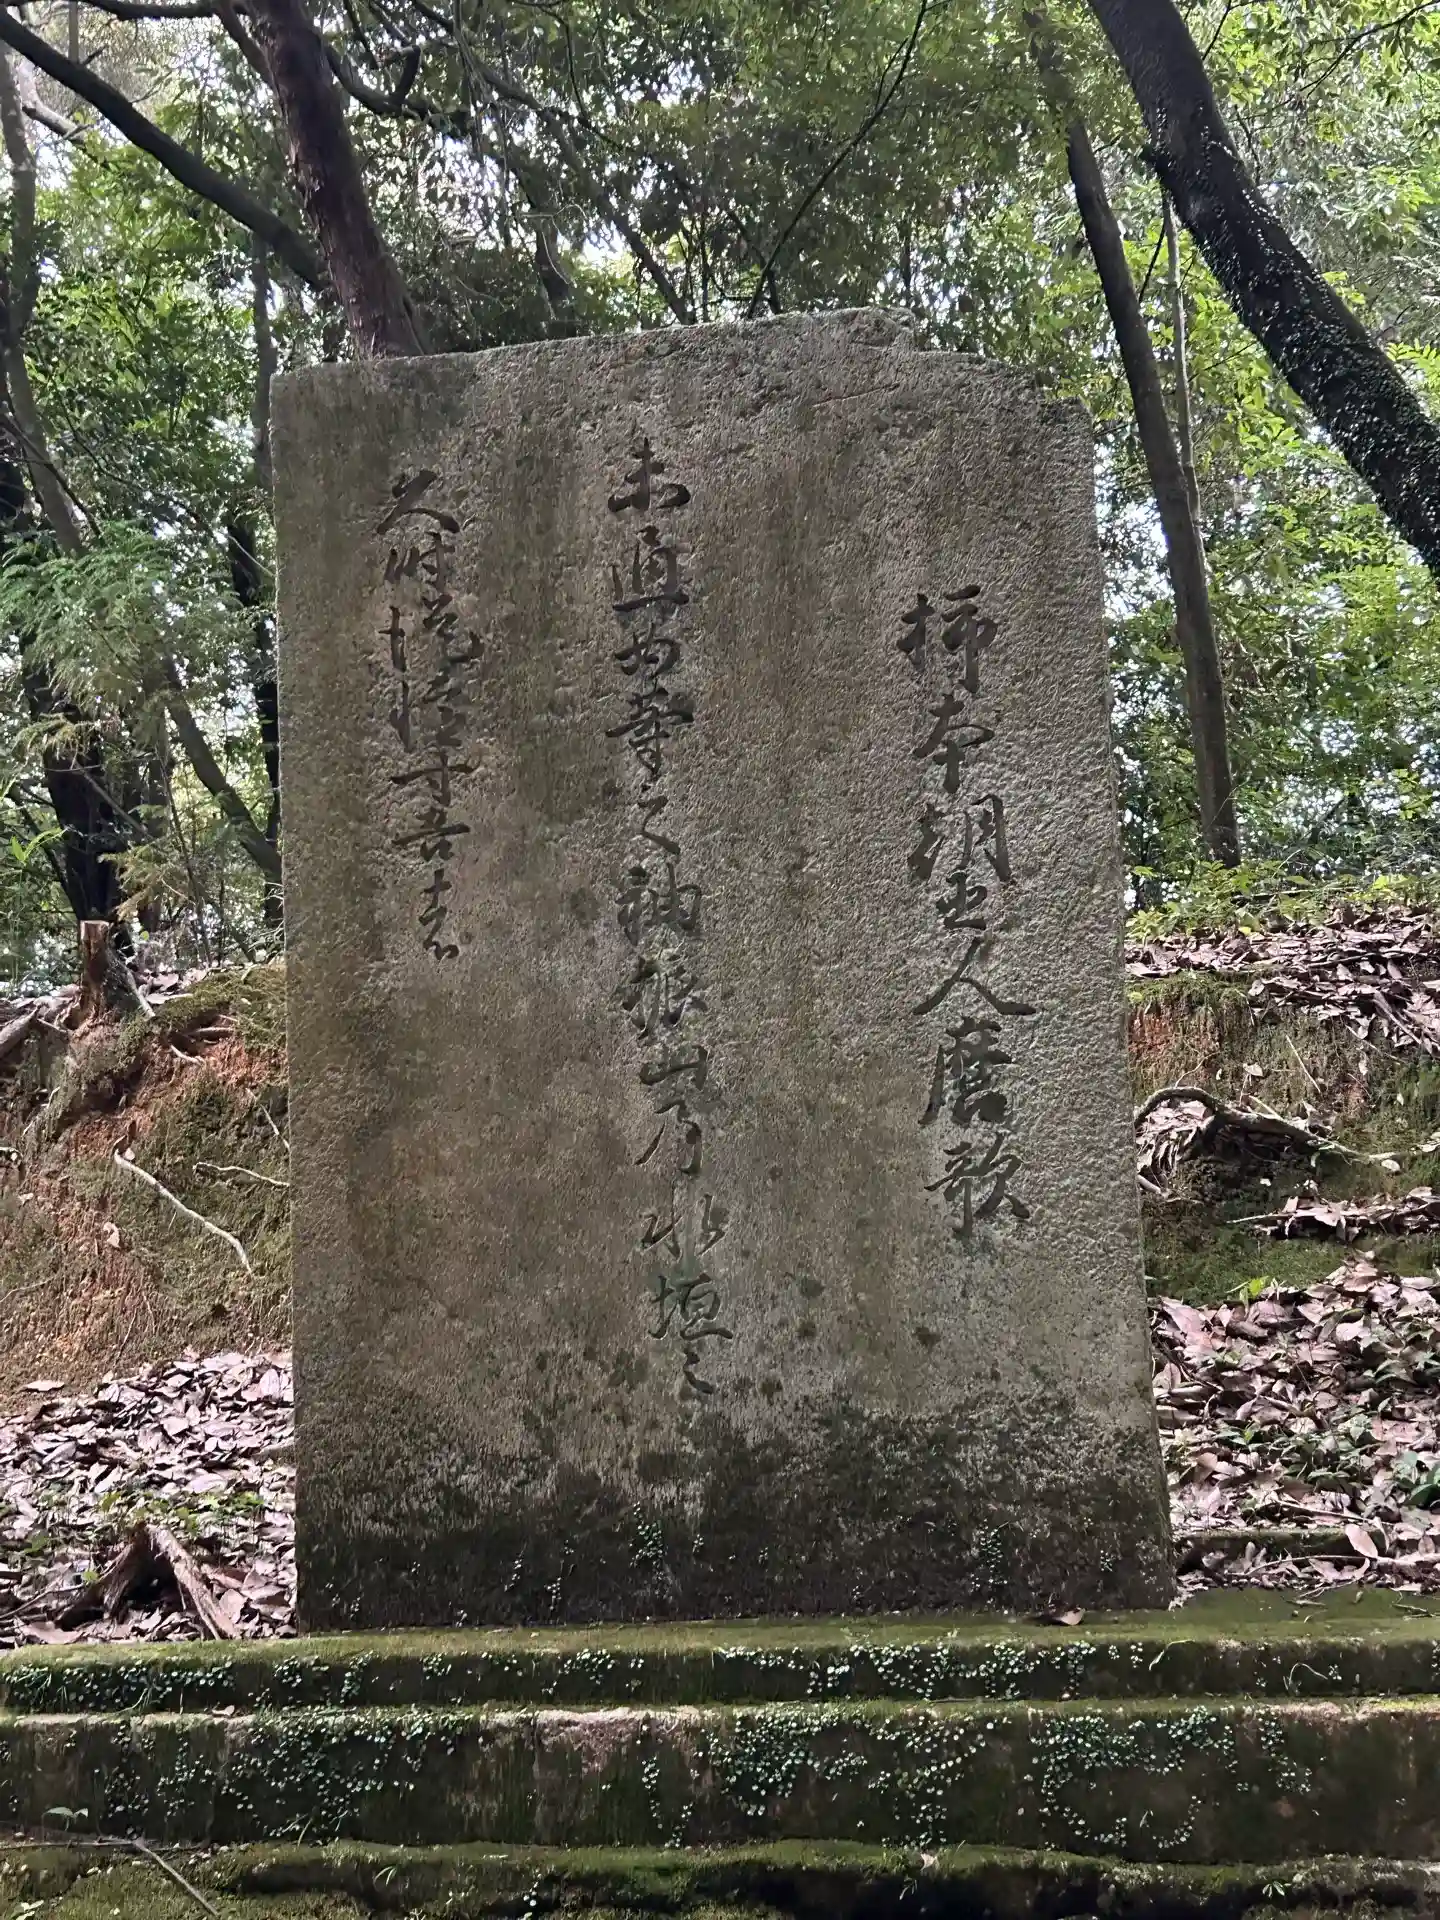 柿本朝臣人麿歌
未通女等之袖振山乃水垣之
久時従憶寸吾者